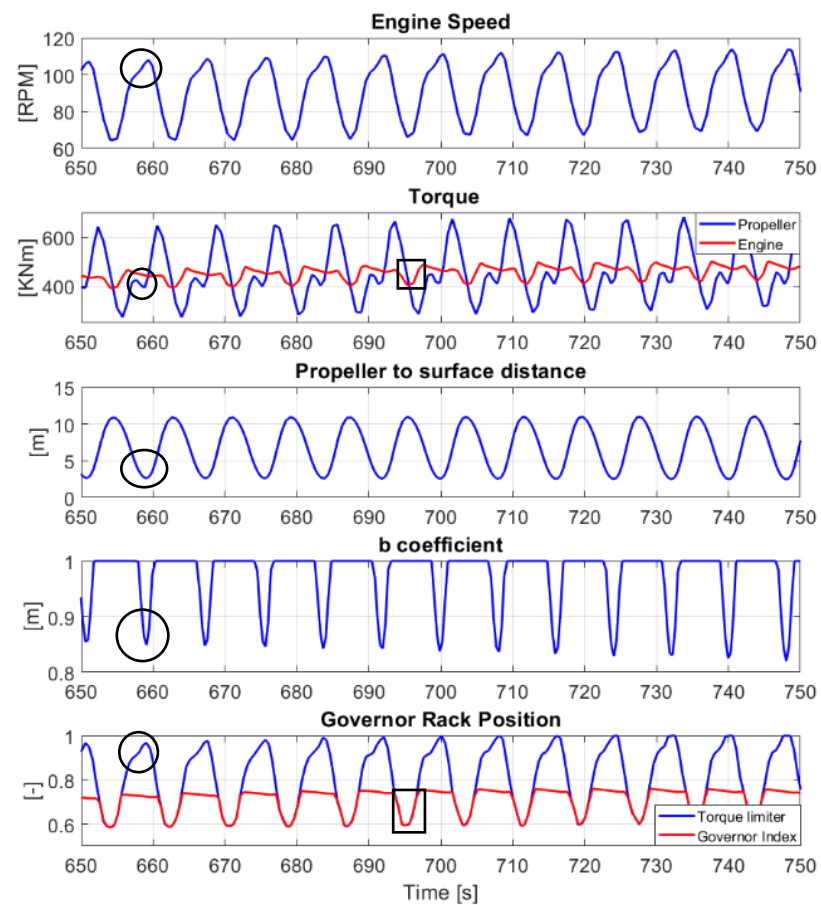 Engine Speed
120
100
80
60
[RPM]
650 660 670 680 690 700 710 720 730 740 750
Torque
600
400
[KNm]
Propeller
Engine
650 660 670 680 690 700 710 720 730 740 750
Propeller to surface distance
15
10
5
0
[m]
650 660 670 680 690 700 710 720 730 740 750
b coefficient
1
0.9
0.8
[m]
650 660 670 680 690 700 710 720 730 740 750
Governor Rack Position
1
0.8
0.6
[-]
Torque limiter
Governor Index
650 660 670 680 690 700 710 720 730 740 750
Time [s]